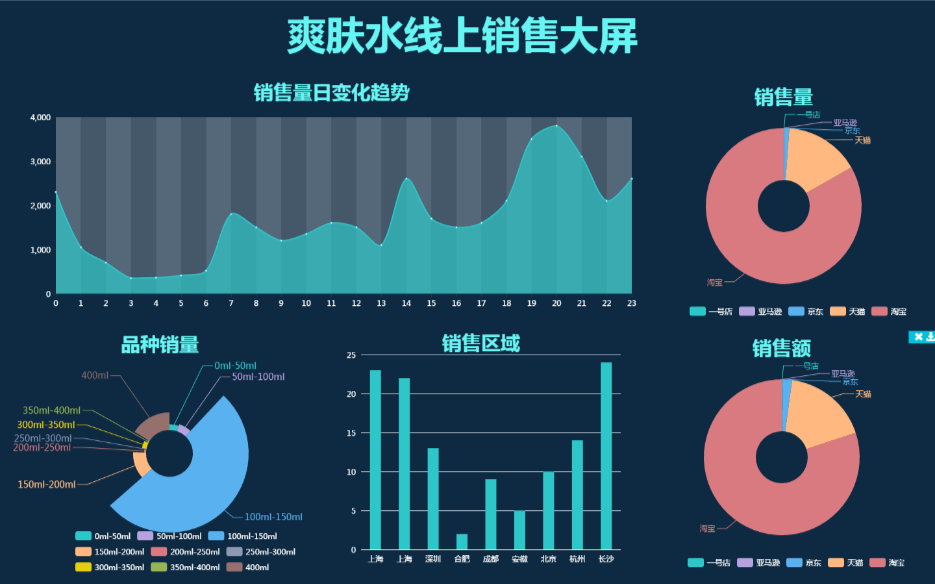 爽肤水线上销售大屏
销售量日变化趋势
4,000
3,000
2,000
1,000
0
0 1 2 3 4 5 6 7 8 9 10 11 12 13 14 15 16 17 18 19 20 21 22 23
销售量
一号店
亚马逊
京东
天猫
淘宝
一号店 亚马逊 京东 天猫 淘宝
品种销量
0ml-50ml
400ml
50ml-100ml
350ml-400ml
300ml-350ml
250ml-300ml
200ml-250ml
150ml-200ml
100ml-150ml
0ml-50ml 50ml-100ml 100ml-150ml
150ml-200ml 200ml-250ml 250ml-300ml
300ml-350ml 350ml-400ml 400ml
销售区域
25
20
15
10
5
0
上海 上海 深圳 合肥 成都 安徽 北京 杭州 长沙
销售额
一号店
亚马逊
京东
天猫
淘宝
一号店 亚马逊 京东 天猫 淘宝